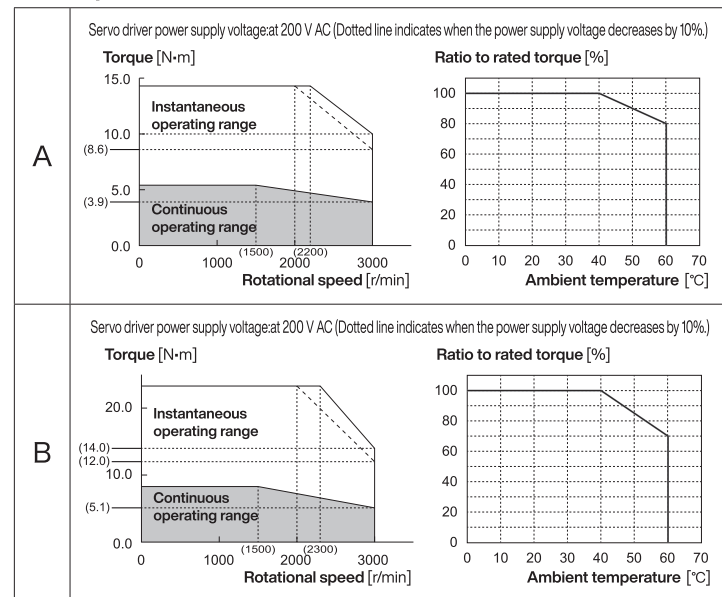 A
Servo driver power supply voltage:at 200 V AC (Dotted line indicates when the power supply voltage decreases by 10%.)
Torque [N•m]
15.0
10.0
(8.6)
5.0
(3.9)
0.0
Instantaneous
operating range
Continuous
operating range
(1500)
(2200)
0
1000
2000
3000
Rotational speed [r/min]
Ratio to rated torque [%]
100
80
60
40
20
0
0 10 20 30 40 50 60 70
Ambient temperature [°C]
B
Servo driver power supply voltage:at 200 V AC (Dotted line indicates when the power supply voltage decreases by 10%.)
Torque [N•m]
20.0
(14.0)
(12.0)
10.0
(5.1)
0.0
Instantaneous
operating range
Continuous
operating range
(1500)
(2300)
0
1000
2000
3000
Rotational speed [r/min]
Ratio to rated torque [%]
100
80
60
40
20
0
0 10 20 30 40 50 60 70
Ambient temperature [°C]